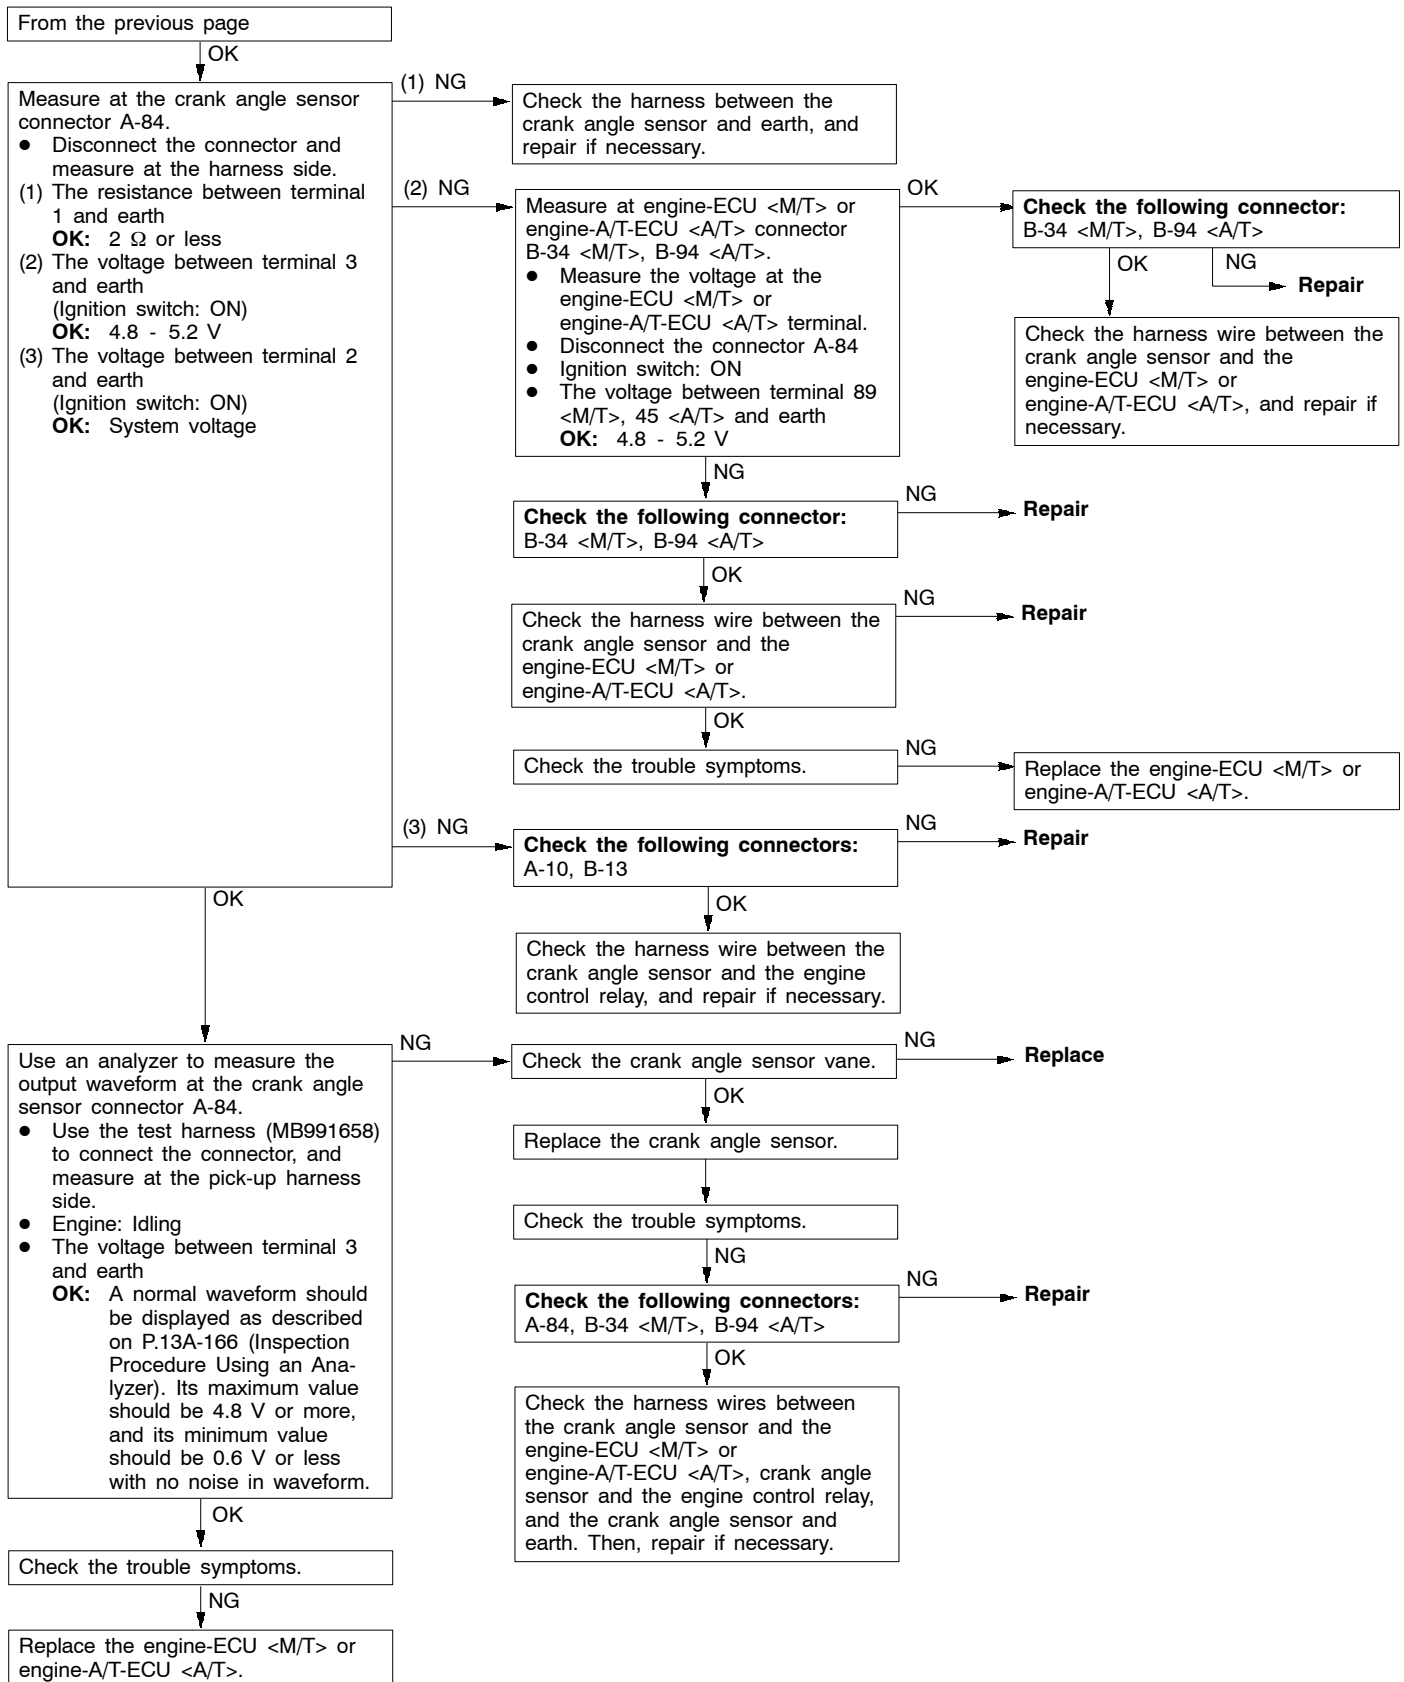 From the previous page
OK
Measure at the crank angle sensor
connector A-84.
● Disconnect the connector and
measure at the harness side.
(1) The resistance between terminal
1 and earth
OK: 2 Ω or less
(2) The voltage between terminal 3
and earth
(Ignition switch: ON)
OK: 4.8 - 5.2 V
(3) The voltage between terminal 2
and earth
(Ignition switch: ON)
OK: System voltage
(1) NG
Check the harness between the
crank angle sensor and earth, and
repair if necessary.
(2) NG
Measure at engine-ECU <M/T> or
engine-A/T-ECU <A/T> connector
B-34 <M/T>, B-94 <A/T>.
● Measure the voltage at the
engine-ECU <M/T> or
engine-A/T-ECU <A/T> terminal.
● Disconnect the connector A-84
● Ignition switch: ON
● The voltage between terminal 89
<M/T>, 45 <A/T> and earth
OK: 4.8 - 5.2 V
OK
Check the following connector:
B-34 <M/T>, B-94 <A/T>
OK
NG
Repair
Check the harness wire between the
crank angle sensor and the
engine-ECU <M/T> or
engine-A/T-ECU <A/T>, and repair if
necessary.
NG
Check the following connector:
B-34 <M/T>, B-94 <A/T>
NG
Repair
OK
Check the harness wire between the
crank angle sensor and the
engine-ECU <M/T> or
engine-A/T-ECU <A/T>.
NG
Repair
OK
Check the trouble symptoms.
NG
Replace the engine-ECU <M/T> or
engine-A/T-ECU <A/T>.
(3) NG
Check the following connectors:
A-10, B-13
NG
Repair
OK
Check the harness wire between the
crank angle sensor and the engine
control relay, and repair if necessary.
OK
Use an analyzer to measure the
output waveform at the crank angle
sensor connector A-84.
● Use the test harness (MB991658)
to connect the connector, and
measure at the pick-up harness
side.
● Engine: Idling
● The voltage between terminal 3
and earth
OK: A normal waveform should
be displayed as described
on P.13A-166 (Inspection
Procedure Using an Ana-
lyzer). Its maximum value
should be 4.8 V or more,
and its minimum value
should be 0.6 V or less
with no noise in waveform.
NG
Check the crank angle sensor vane.
NG
Replace
OK
Replace the crank angle sensor.
Check the trouble symptoms.
NG
Check the following connectors:
A-84, B-34 <M/T>, B-94 <A/T>
NG
Repair
OK
Check the harness wires between
the crank angle sensor and the
engine-ECU <M/T> or
engine-A/T-ECU <A/T>, crank angle
sensor and the engine control relay,
and the crank angle sensor and
earth. Then, repair if necessary.
OK
Check the trouble symptoms.
NG
Replace the engine-ECU <M/T> or
engine-A/T-ECU <A/T>.